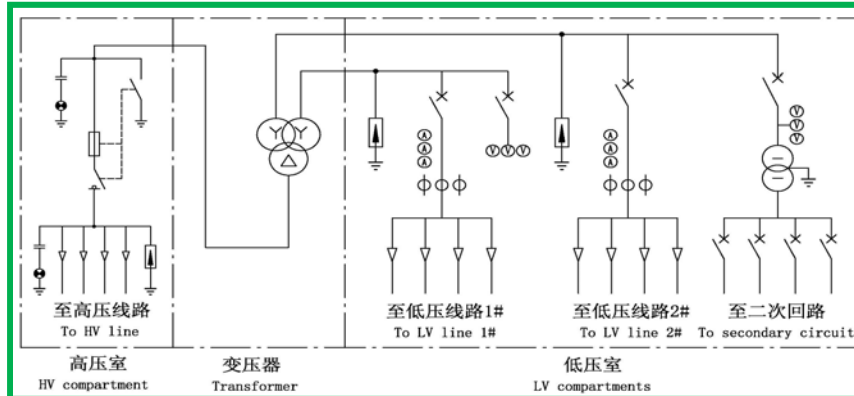 A
A
A
V V V
A
A
A
V
V
V
至高压线路
To HV line
至低压线路1#
To LV line 1#
至低压线路2#
To LV line 2#
至二次回路
To secondary circuit
高压室
HV compartment
变压器
Transformer
低压室
LV compartments